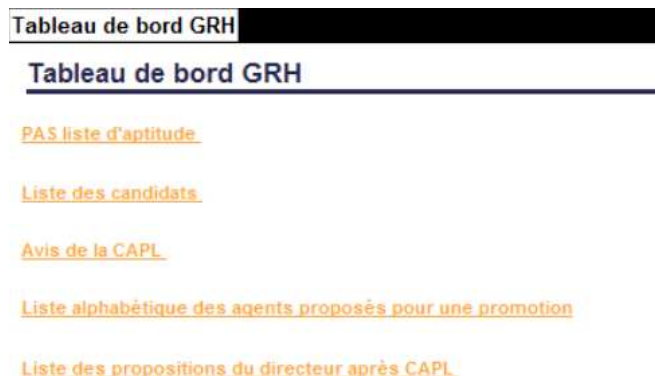 Tableau de bord GRH
Tableau de bord GRH
PAS liste d'aptitude
Liste des candidats
Avis de la CAPL
Liste alphabétique des agents proposés pour une promotion
Liste des propositions du directeur après CAPL